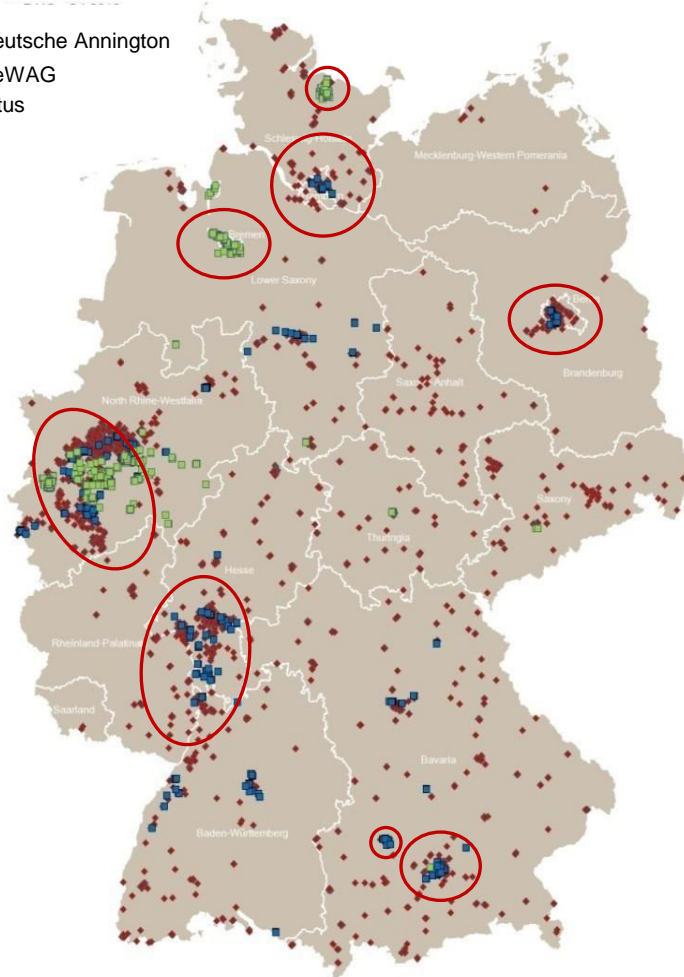 eutsche Annington
eWAG
tus
Schleswig-Holstein
Mecklenburg-Western Pomerania
Bremen
Lower Saxony
Berlin
Brandenburg
Saxony-Anhalt
North Rhine-Westfalia
Saxony
Thuringia
Hesse
Rheinland-Palatinate
Saarland
Bavaria
Baden-Württemberg